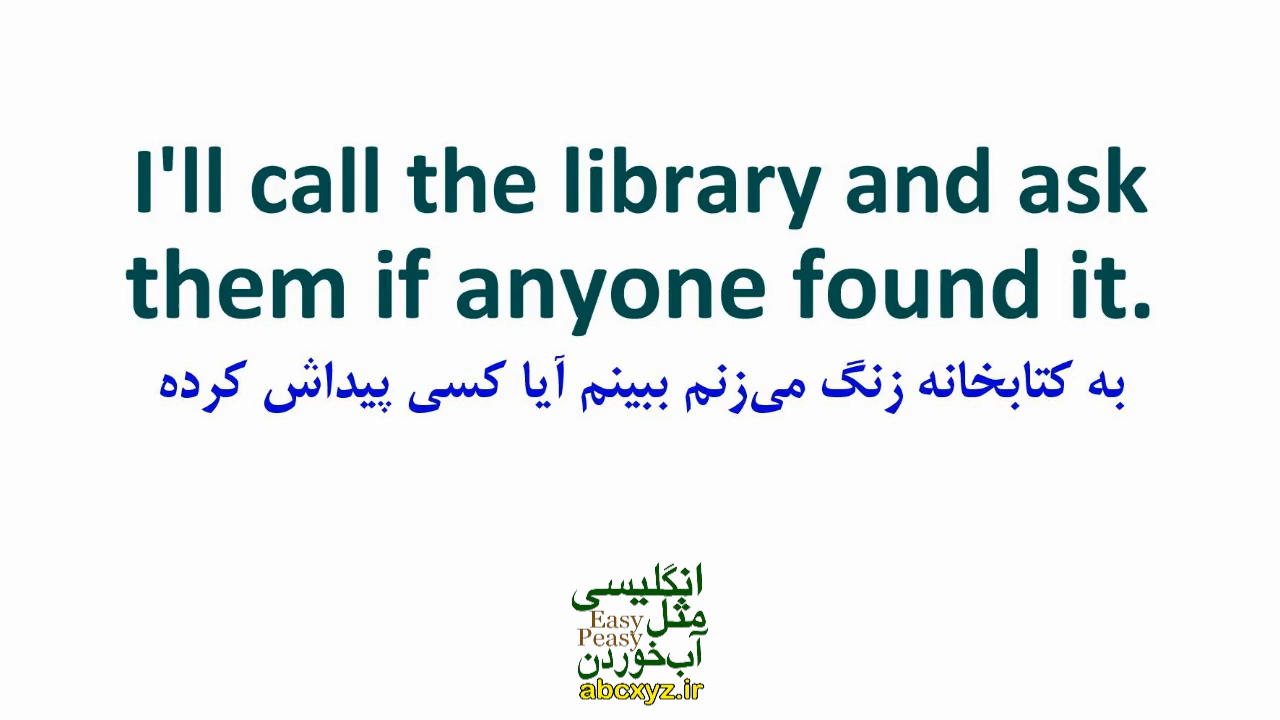 I'll call the library and ask
them if anyone found it.
به کتابخانه زنگ می‌زنم ببینم آیا کسی پیداش کرده
انگلیسی
مثل
Easy
Peasy
آب‌خوردن
abcxyz.ir